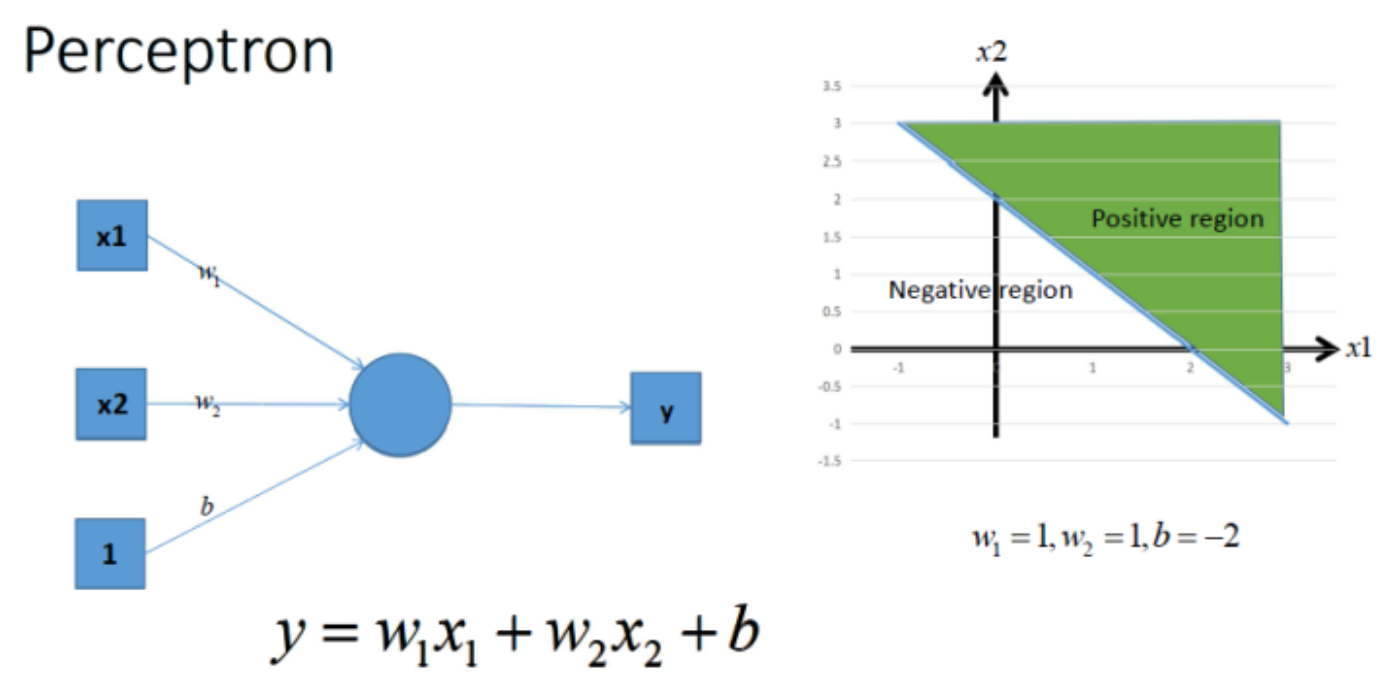 Perceptron
x1
w₁
x2
w₂
1
b
y
y = w₁x₁ + w₂x₂ + b
x2
3.5
3
2.5
2
1.5
1
0.5
0
-0.5
-1
-1.5
-1
1
2
3
x1
Positive region
Negative region
w₁ = 1, w₂ = 1, b = −2